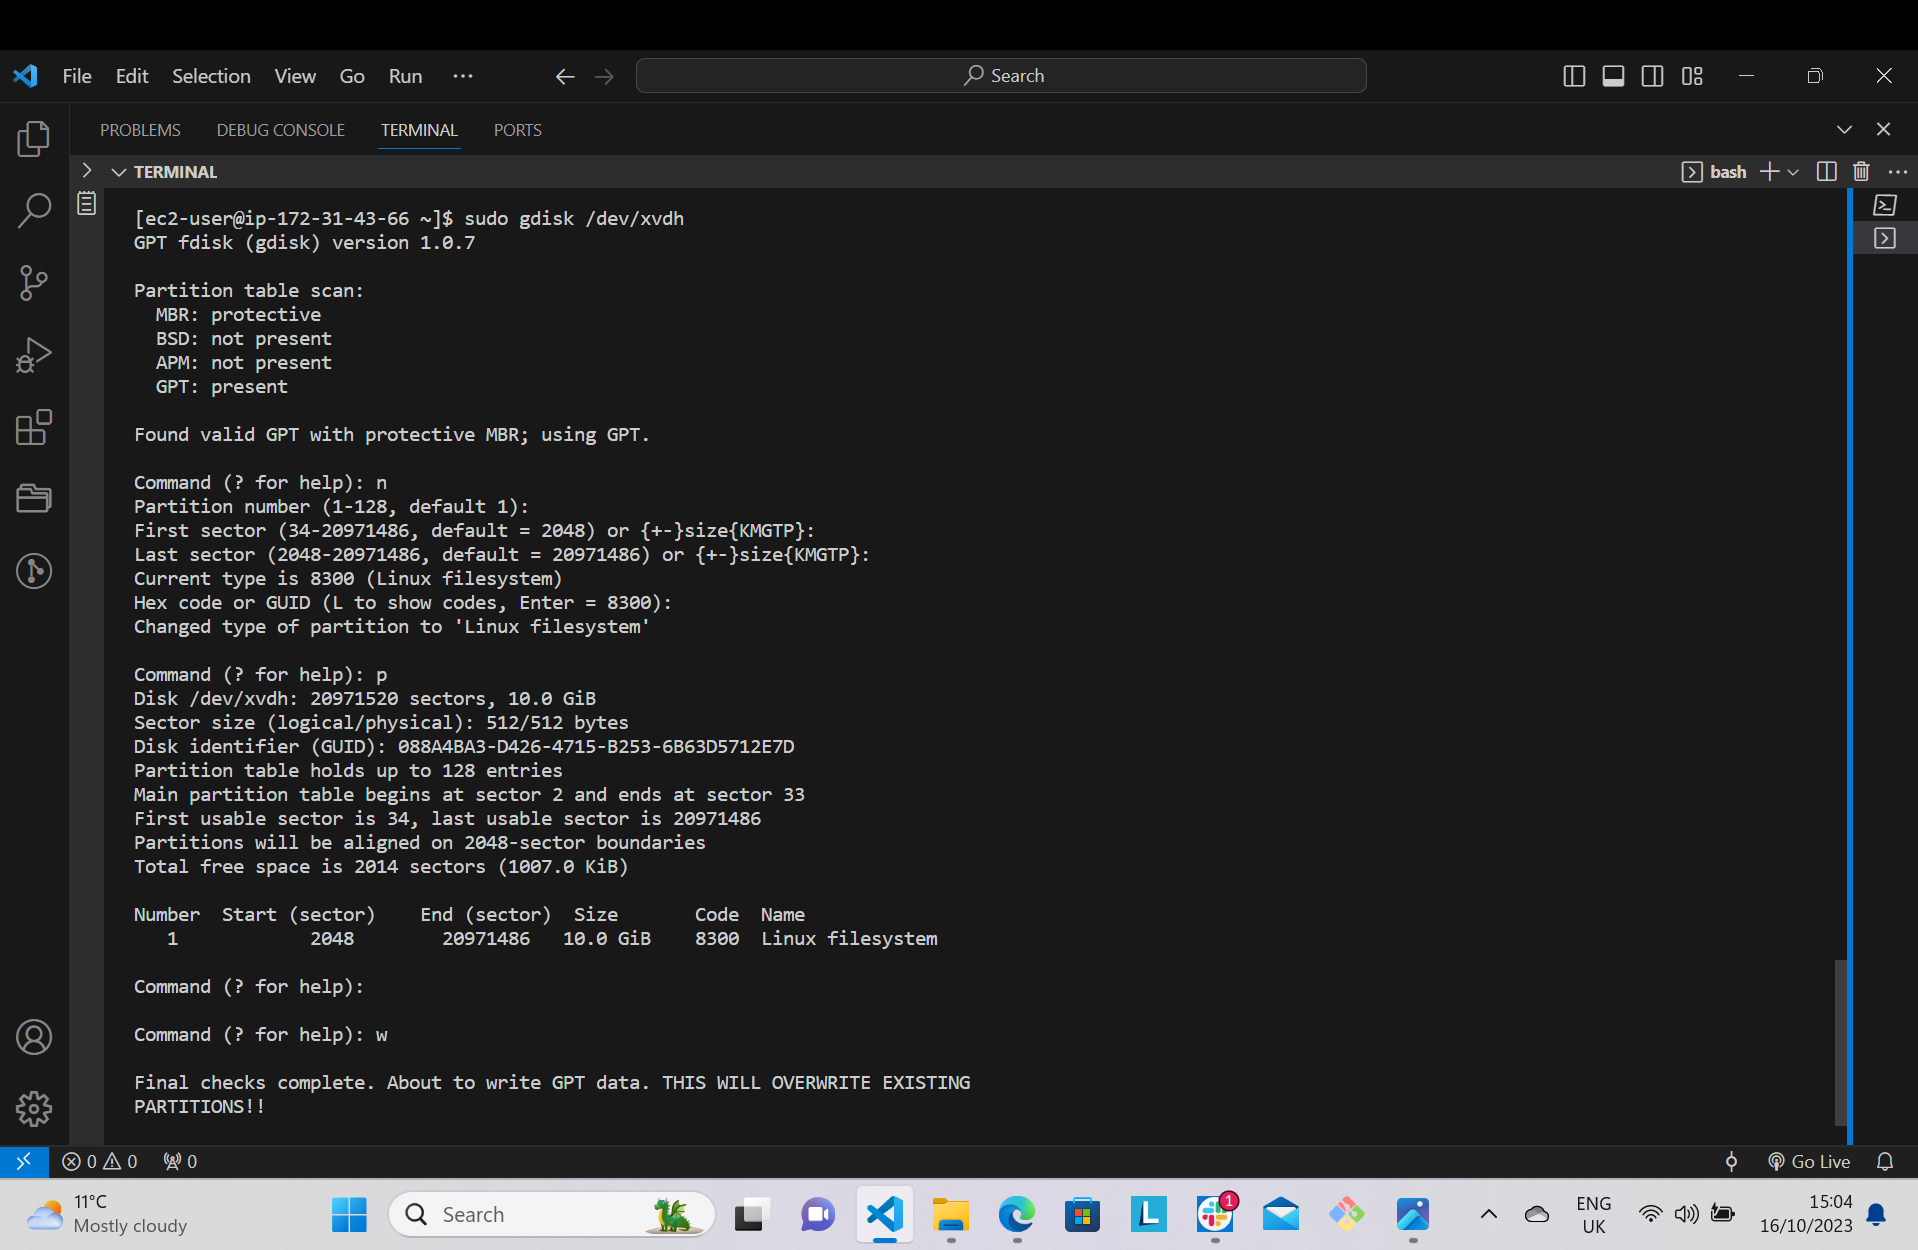 File Edit Selection View Go Run ···
Search
PROBLEMS DEBUG CONSOLE TERMINAL PORTS
TERMINAL
bash
[ec2-user@ip-172-31-43-66 ~]$ sudo gdisk /dev/xvdh
GPT fdisk (gdisk) version 1.0.7
Partition table scan:
MBR: protective
BSD: not present
APM: not present
GPT: present
Found valid GPT with protective MBR; using GPT.
Command (? for help): n
Partition number (1-128, default 1):
First sector (34-20971486, default = 2048) or {+-}size{KMGTP}:
Last sector (2048-20971486, default = 20971486) or {+-}size{KMGTP}:
Current type is 8300 (Linux filesystem)
Hex code or GUID (L to show codes, Enter = 8300):
Changed type of partition to 'Linux filesystem'
Command (? for help): p
Disk /dev/xvdh: 20971520 sectors, 10.0 GiB
Sector size (logical/physical): 512/512 bytes
Disk identifier (GUID): 088A4BA3-D426-4715-B253-6B63D5712E7D
Partition table holds up to 128 entries
Main partition table begins at sector 2 and ends at sector 33
First usable sector is 34, last usable sector is 20971486
Partitions will be aligned on 2048-sector boundaries
Total free space is 2014 sectors (1007.0 KiB)
Number Start (sector) End (sector) Size Code Name
1 2048 20971486 10.0 GiB 8300 Linux filesystem
Command (? for help):
Command (? for help): w
Final checks complete. About to write GPT data. THIS WILL OVERWRITE EXISTING
PARTITIONS!!
0 0 0
Go Live
11°C
Mostly cloudy
Search
L
1
ENG
UK
15:04
16/10/2023